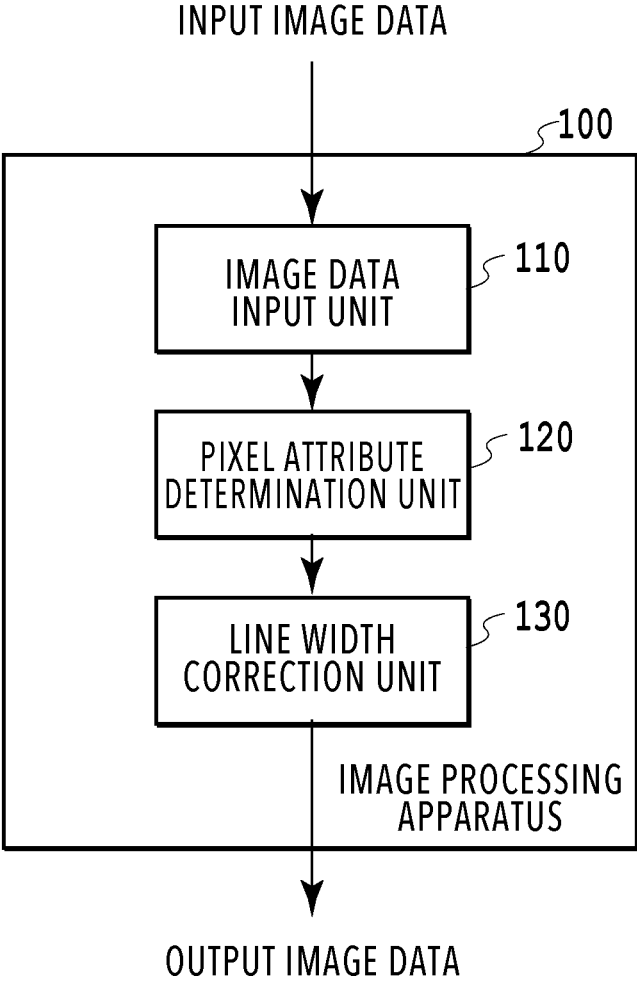 INPUT IMAGE DATA
100
IMAGE DATA
INPUT UNIT
110
PIXEL ATTRIBUTE
DETERMINATION UNIT
120
LINE WIDTH
CORRECTION UNIT
130
IMAGE PROCESSING
APPARATUS
OUTPUT IMAGE DATA